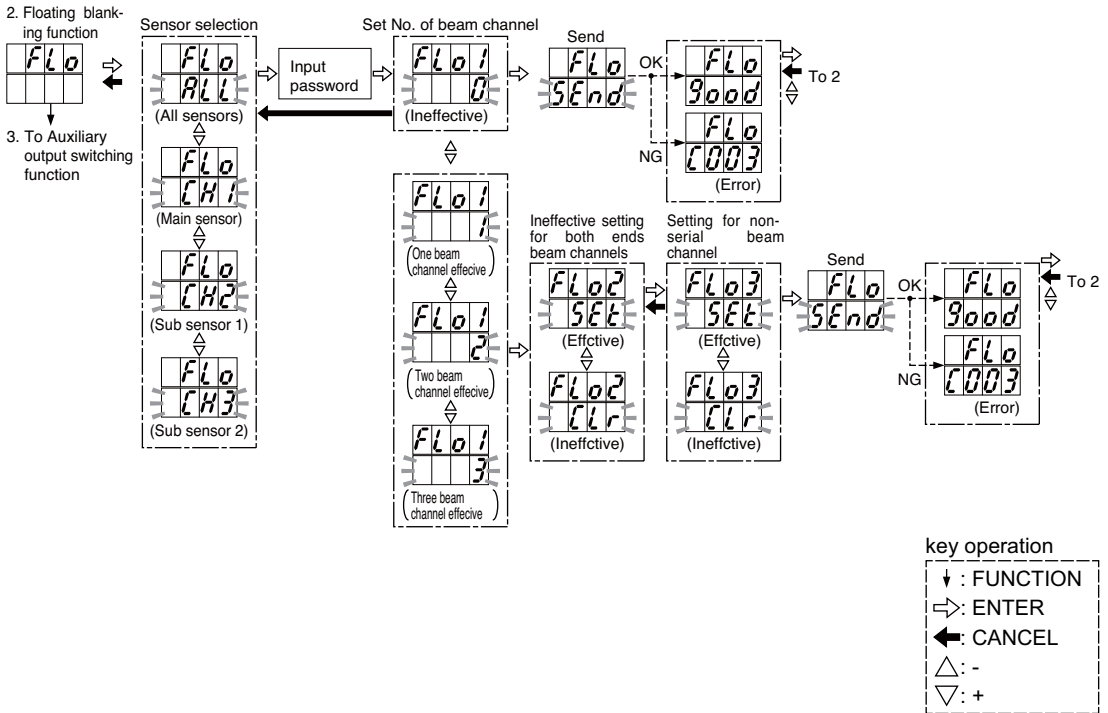 2. Floating blank-
ing function
FLo
3. To Auxiliary
output switching
function
Sensor selection
FLo
ALL
(All sensors)
FLo
CH1
(Main sensor)
FLo
CH2
(Sub sensor 1)
FLo
CH3
(Sub sensor 2)
Input
password
Set No. of beam channel
FLo1
0
(Ineffective)
FLo1
1
(One beam
channel effecive)
FLo1
2
(Two beam
channel effective)
FLo1
3
(Three beam
channel effecive)
Send
FLo
SEnd
OK
NG
FLo
good
FLo
C003
(Error)
To 2
Ineffective setting
for both ends
beam channels
FLo2
SEt
(Effctive)
FLo2
CLr
(Ineffctive)
Setting for non-
serial beam
channel
FLo3
SEt
(Effctive)
FLo3
CLr
(Ineffctive)
Send
FLo
SEnd
OK
NG
FLo
good
FLo
C003
(Error)
To 2
key operation
: FUNCTION
: ENTER
: CANCEL
: -
: +